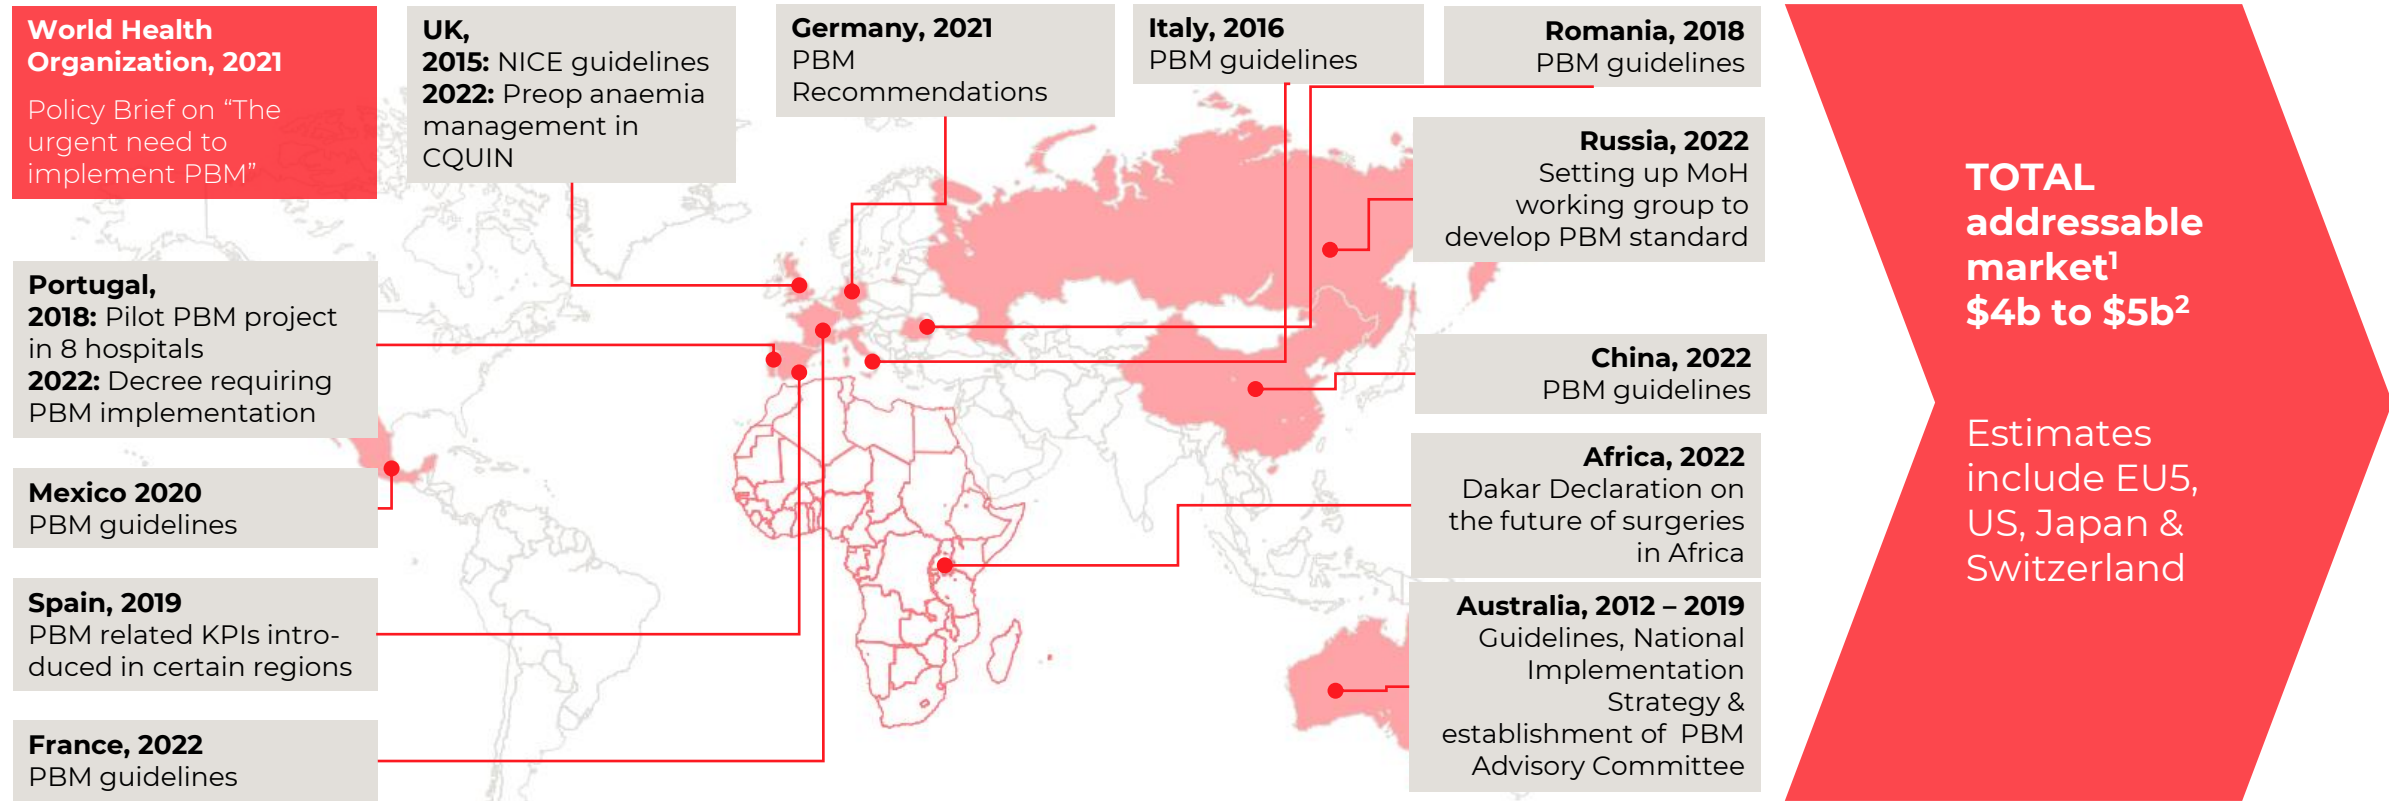 World Health
Organization, 2021
Policy Brief on “The
urgent need to
implement PBM”
UK,
2015: NICE guidelines
2022: Preop anaemia
management in
CQUIN
Germany, 2021
PBM
Recommendations
Italy, 2016
PBM guidelines
Romania, 2018
PBM guidelines
Russia, 2022
Setting up MoH
working group to
develop PBM standard
Portugal,
2018: Pilot PBM project
in 8 hospitals
2022: Decree requiring
PBM implementation
China, 2022
PBM guidelines
Mexico 2020
PBM guidelines
Africa, 2022
Dakar Declaration on
the future of surgeries
in Africa
Spain, 2019
PBM related KPIs intro-
duced in certain regions
Australia, 2012 – 2019
Guidelines, National
Implementation
Strategy &
establishment of PBM
Advisory Committee
France, 2022
PBM guidelines
TOTAL
addressable
market¹
$4b to $5b²
Estimates
include EU5,
US, Japan &
Switzerland